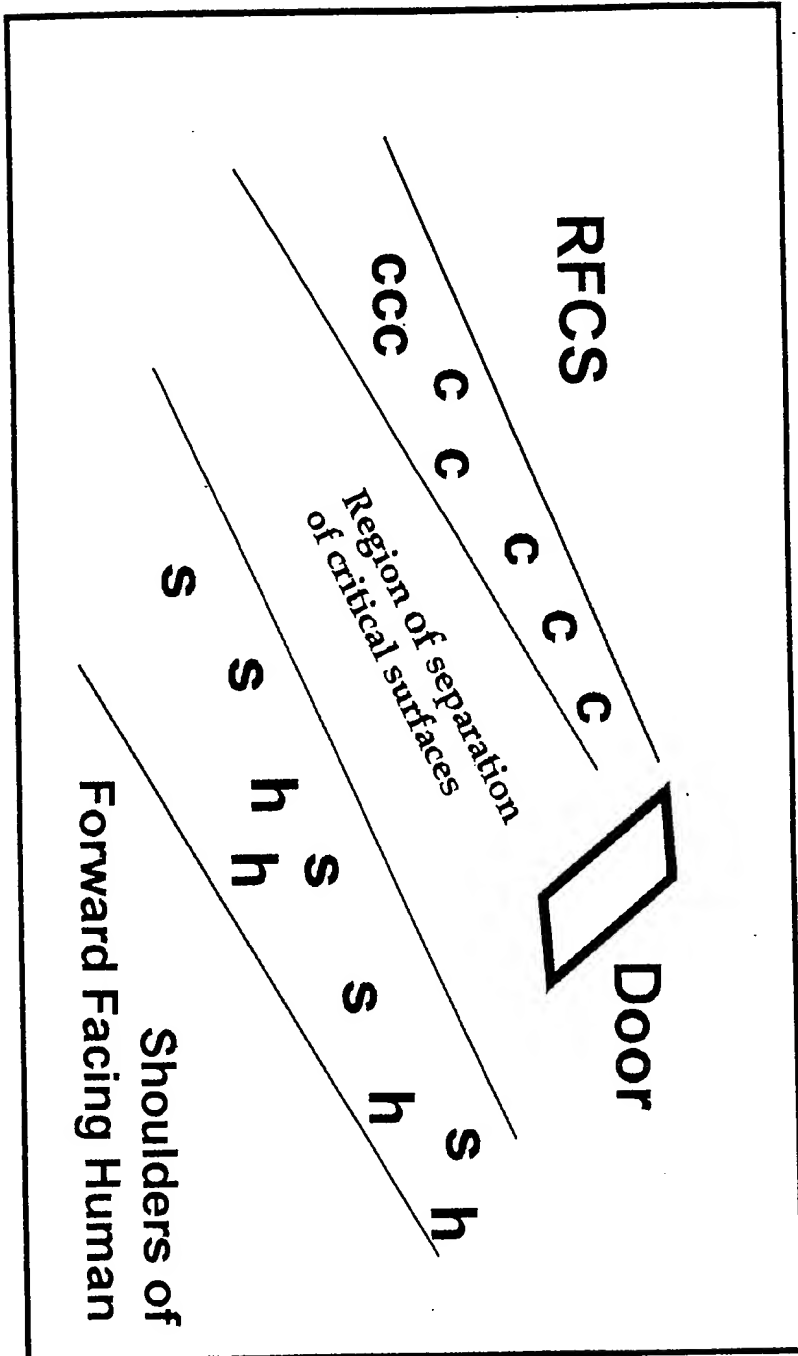 Door
RFCS
c
c
c
c c
ccc
Region of separation
of critical surfaces
s h
h
s
s
h
s h
s
Shoulders of
Forward Facing Human